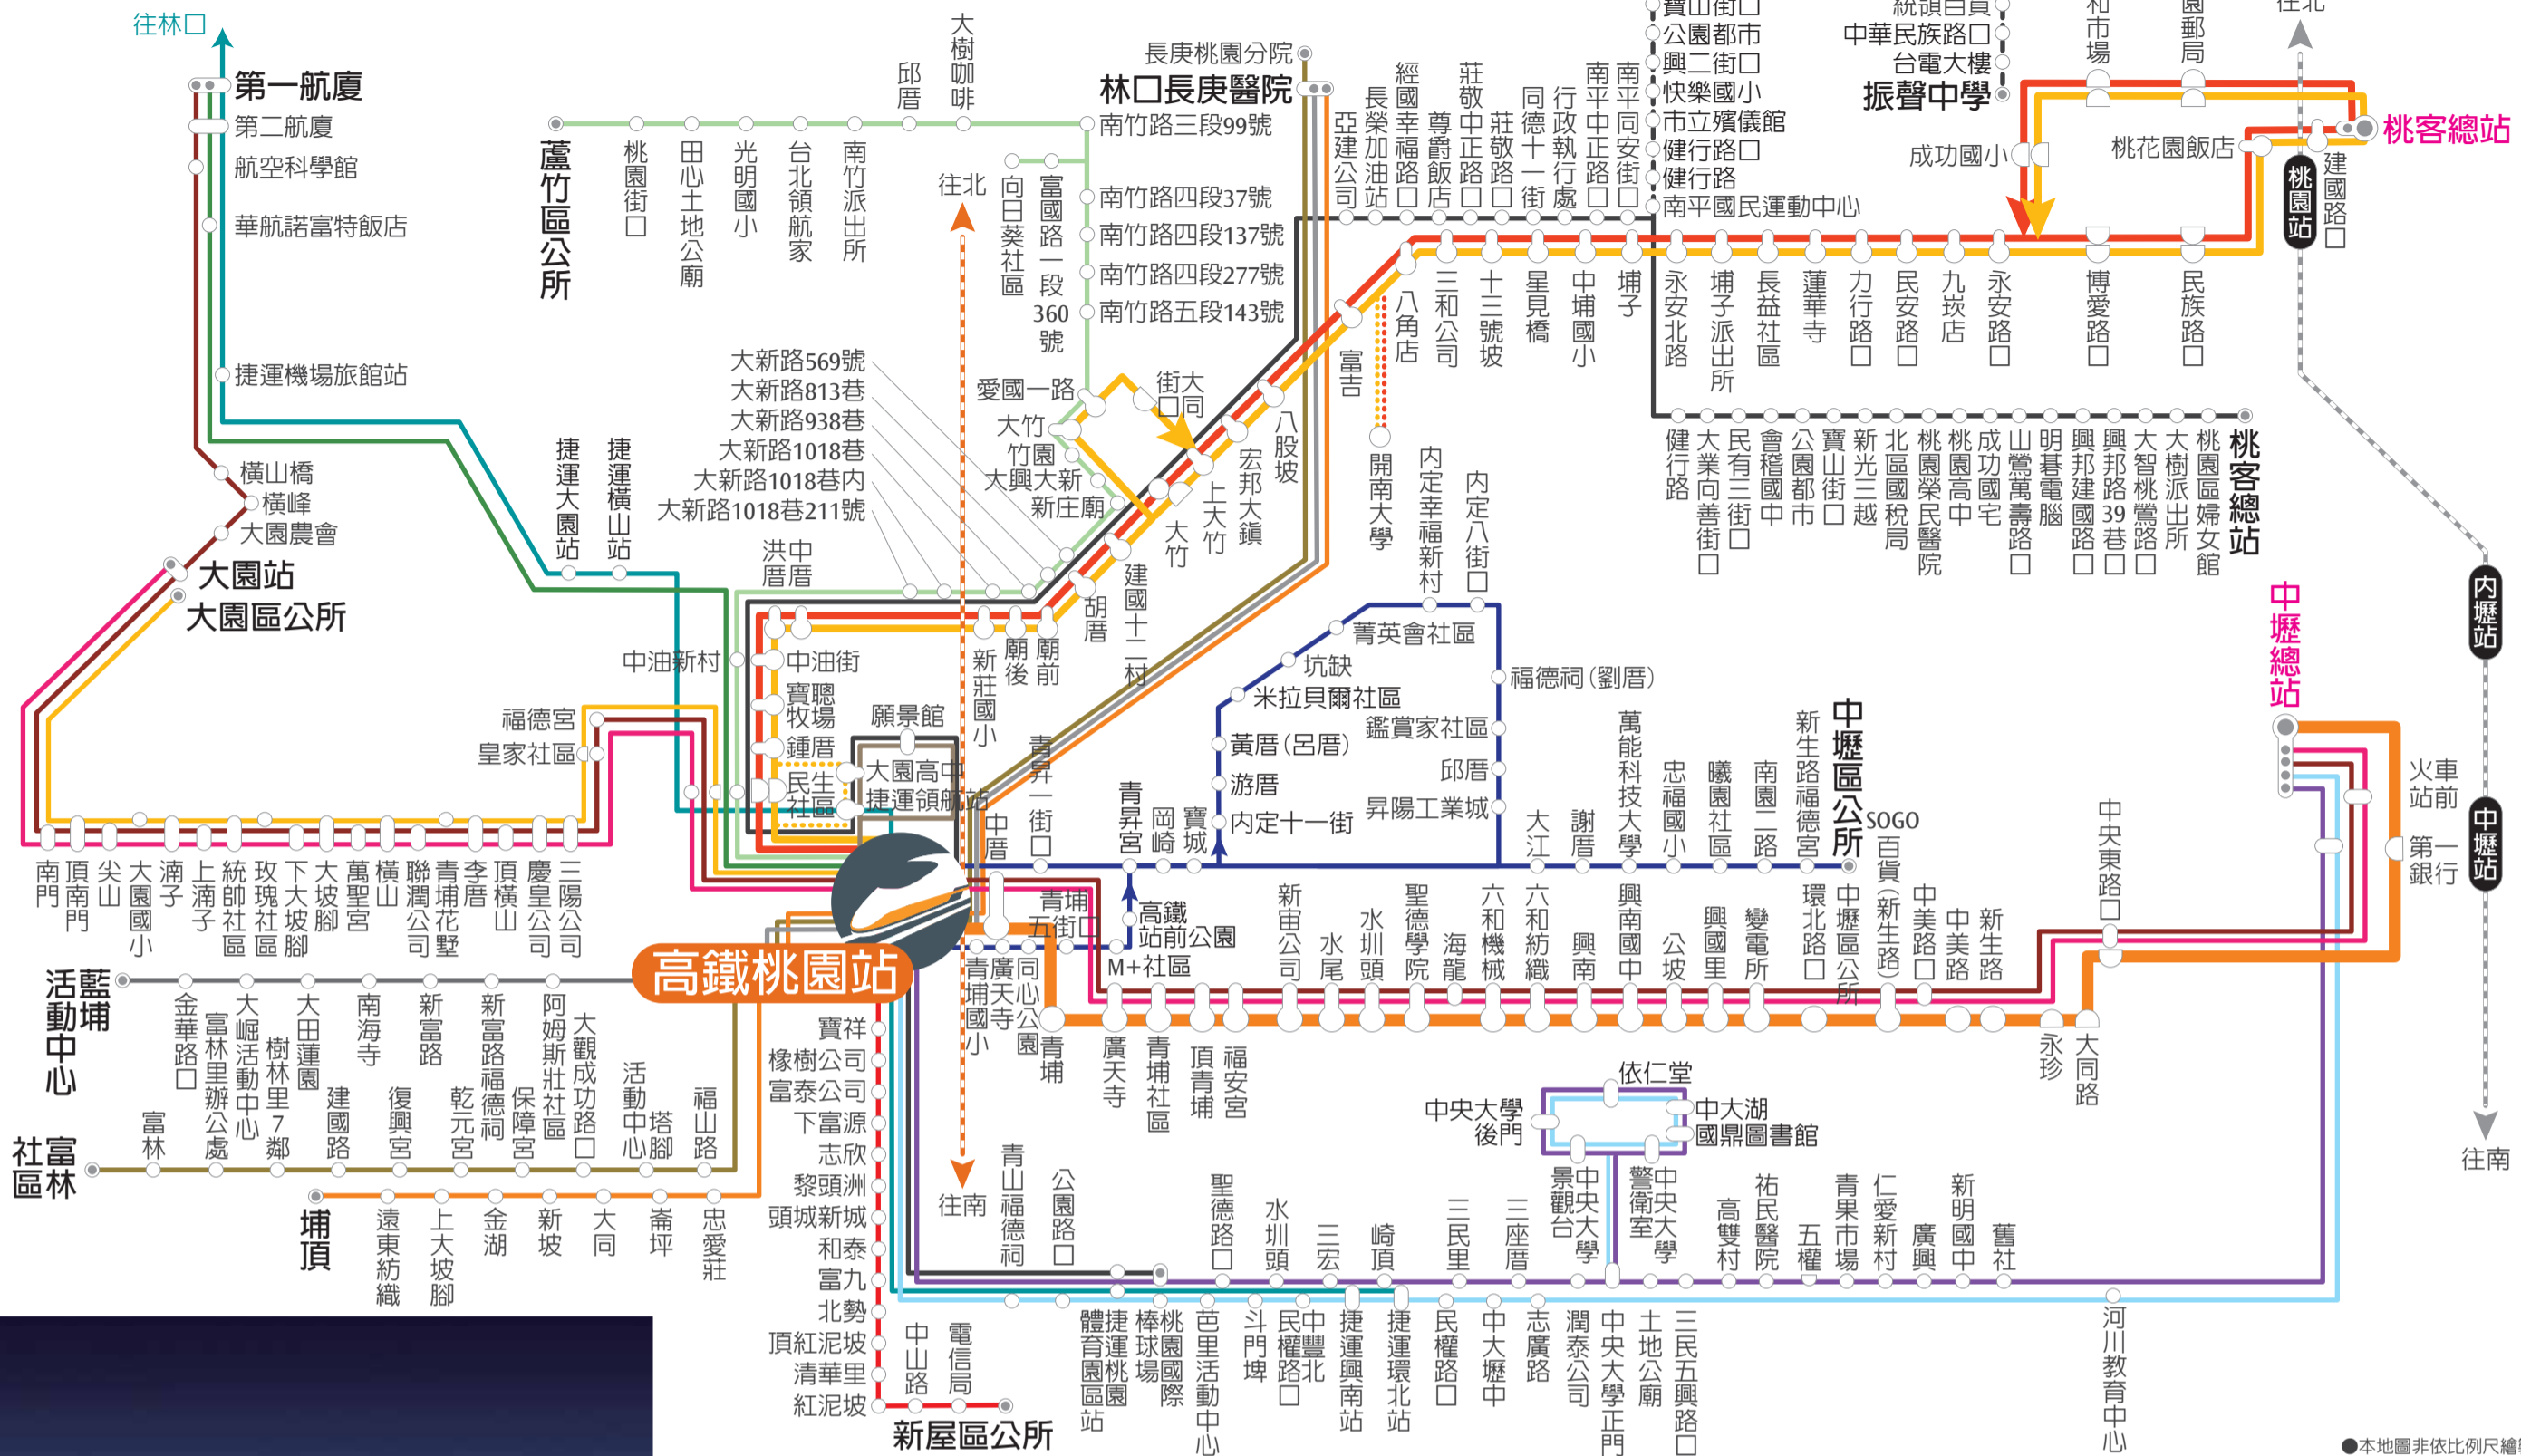 往林口
第一航廈
第二航廈
航空科學館
華航諾富特飯店
捷運機場旅館站
橫山橋
橫峰
大園農會
大園站
大園區公所
捷運大園站
捷運橫山站
蘆竹區公所
桃園街口
田心土地公廟
光明國小
台北領航家
南竹派出所
邱厝
大樹咖啡
南竹路三段99號
向日葵社區
富國路一段360號
南竹路四段37號
南竹路四段137號
南竹路四段277號
南竹路五段143號
往北
愛國一路
大竹
竹園
大興大新
新庄廟
大新路569號
大新路813巷
大新路938巷
大新路1018巷
大新路1018巷內
大新路1018巷211號
長庚桃園分院
林口長庚醫院
亞建公司
長榮加油站
經國幸福路口
尊爵飯店
莊敬中正路口
莊敬路口
同德十一街
行政執行處
南平中正路口
南平同安街口
寶山街口
公園都市
興二街口
快樂國小
市立殯儀館
健行路口
健行路
南平國民運動中心
統領百貨
中華民族路口
台電大樓
振聲中學
和市場
園郵局
往北
成功國小
桃花園飯店
桃客總站
建國路口
桃園站
大同街口
洪厝
中厝
新莊國小
廟後
廟前
胡厝
建國十二村
大竹
上大竹
宏邦大鎮
八股坡
富吉
八角店
開南大學
三和公司
十三號坡
星見橋
中埔國小
埔子
永安北路
埔子派出所
長益社區
蓮華寺
力行路口
民安路口
九崁店
永安路口
博愛路口
民族路口
健行路
大業向善街口
民有三街口
會稽國中
公園都市
寶山街口
新光三越
北區國稅局
桃園榮民醫院
桃園高中
成功國宅
山鶯萬壽路口
明碁電腦
興邦建國路口
興邦路39巷口
大智桃鶯路口
大樹派出所
桃園區婦女館
桃客總站
內壢站
中壢站
往南
中油新村
中油街
寶聰牧場
鍾厝
民生社區
願景館
大園高中
捷運領航站
福德宮
皇家社區
南門
頂南門
尖山
大園國小
湳子
上湳子
統帥社區
玫瑰社區
下大坡腳
大坡腳
萬聖宮
橫山
聯潤公司
青埔花墅
李厝
頂橫山
慶皇公司
三陽公司
高鐵桃園站
內定幸福新村
內定八街口
菁英會社區
坑缺
米拉貝爾社區
黃厝(呂厝)
游厝
內定十一街
福德祠(劉厝)
鑑賞家社區
邱厝
昇陽工業城
中厝
青昇一街口
青昇宮
岡崎
寶城
大江
謝厝
萬能科技大學
忠福國小
曦園社區
南園二路
新生路福德宮
中壢區公所
青埔五街口
高鐵站前公園
M+社區
青埔國小
廣天寺
同心公園
青埔
廣天寺
青埔社區
頂青埔
福安宮
新宙公司
水尾
水圳頭
聖德學院
海龍
六和機械
六和紡織
興南
興南國中
公坡
興國里
變電所
環北路口
中壢區公所
SOGO百貨(新生路)
中美路口
中美路
新生路
永珍
大同路
中央東路口
中壢總站
火車站前
第一銀行
藍埔活動中心
金華路口
大崛活動中心
大田蓮園
南海寺
新富路
新富路福德祠
阿姆斯壯社區
大觀成功路口
富林社區
富林
富林里辦公處
樹林里7鄰
建國路
復興宮
乾元宮
保障宮
活動中心
塔腳
福山路
埔頂
遠東紡織
上大坡腳
金湖
新坡
大同
崙坪
忠愛莊
寶祥
橡樹公司
富泰公司
下富源
志欣
黎頭洲
頭城新城
和泰
富九
北勢
頂紅泥坡
清華里
紅泥坡
中山路
電信局
新屋區公所
往南
青山福德祠
公園路口
捷運桃園體育園區站
桃園國際棒球場
芭里活動中心
斗門埤
中豐北民權路口
捷運興南站
捷運環北站
民權路口
中大壢中
志廣路
潤泰公司
中央大學正門
土地公廟
三民五興路口
聖德路口
水圳頭
三宏
崎頂
三民里
三座厝
中央大學景觀台
中央大學警衛室
中央大學後門
依仁堂
中大湖
國鼎圖書館
高雙村
祐民醫院
五權
青果市場
仁愛新村
廣興
新明國中
舊社
河川教育中心
●本地圖非依比例尺繪